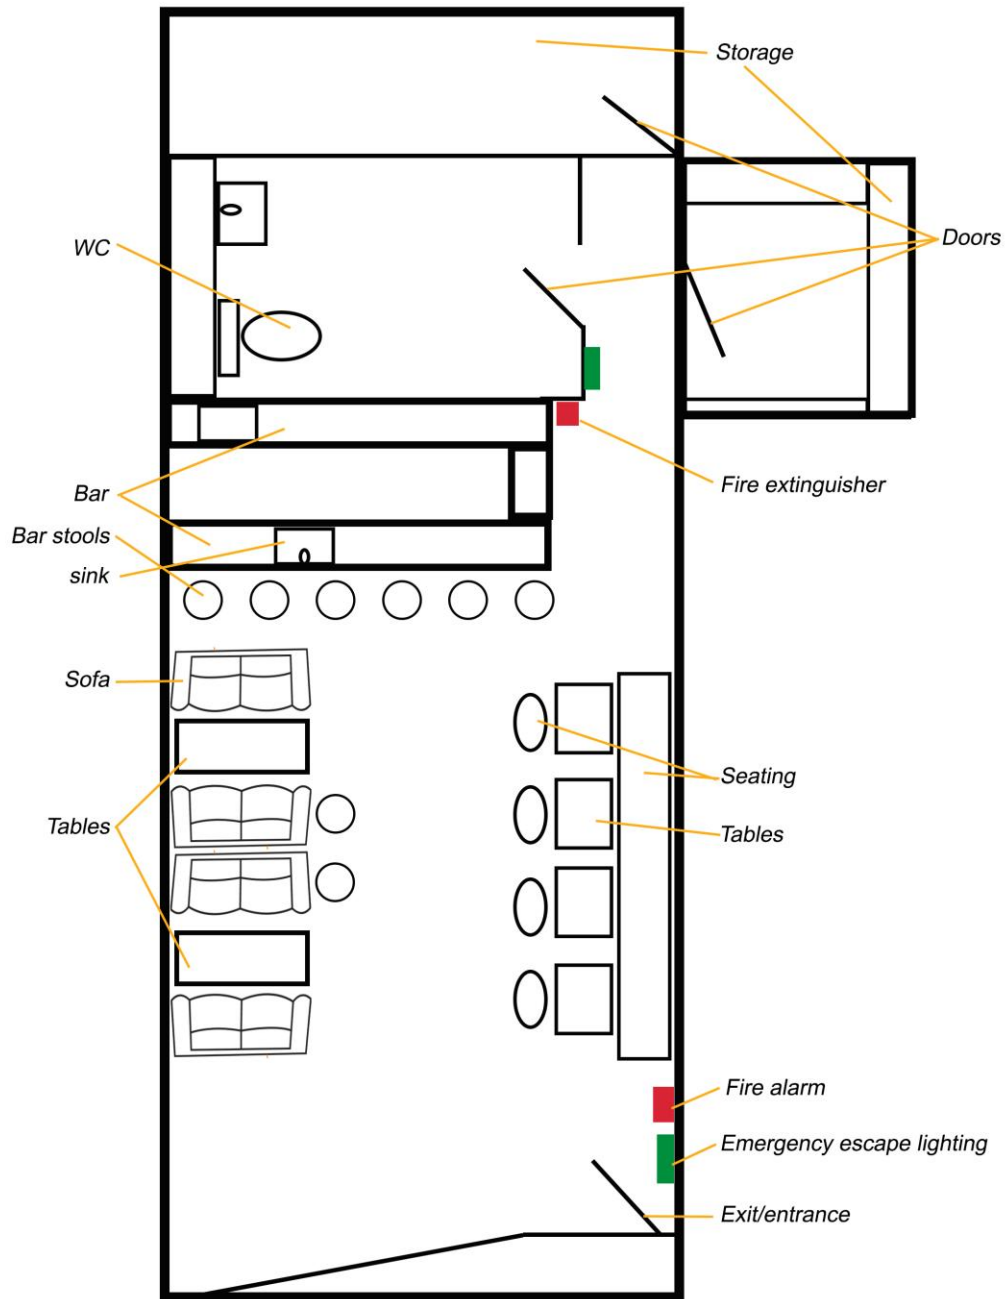 Storage
Doors
WC
Fire extinguisher
Bar
Bar stools
sink
Sofa
Seating
Tables
Tables
Fire alarm
Emergency escape lighting
Exit/entrance